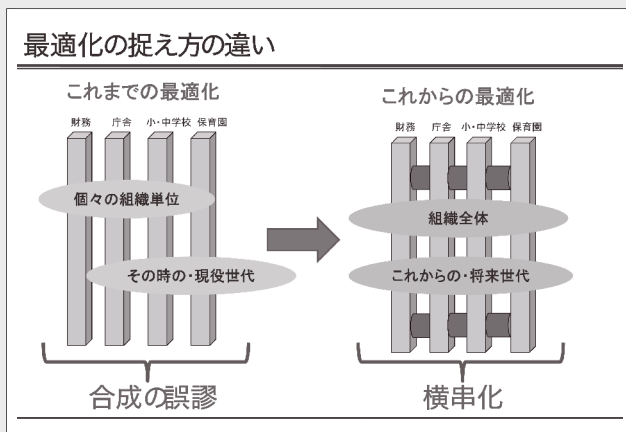 最適化の捉え方の違い
これまでの最適化
財務 庁舎 小・中学校 保育園
個々の組織単位
その時の・現役世代
合成の誤謬
これからの最適化
財務 庁舎 小・中学校 保育園
組織全体
これからの・将来世代
横串化